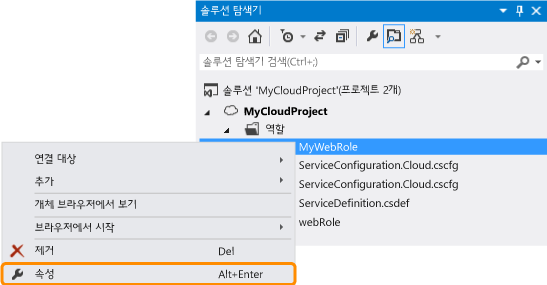 솔루션 탐색기
솔루션 탐색기 검색(Ctrl+;)
솔루션 'MyCloudProject'(프로젝트 2개)
MyCloudProject
역할
MyWebRole
ServiceConfiguration.Cloud.cscfg
ServiceConfiguration.Cloud.cscfg
ServiceDefinition.csdef
webRole
연결 대상
추가
개체 브라우저에서 보기
브라우저에서 시작
제거 Del
속성 Alt+Enter